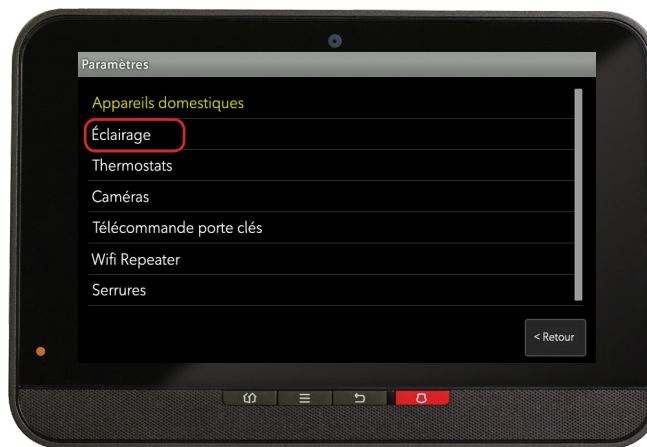 Paramètres
Appareils domestiques
Éclairage
Thermostats
Caméras
Télécommande porte clés
Wifi Repeater
Serrures
< Retour